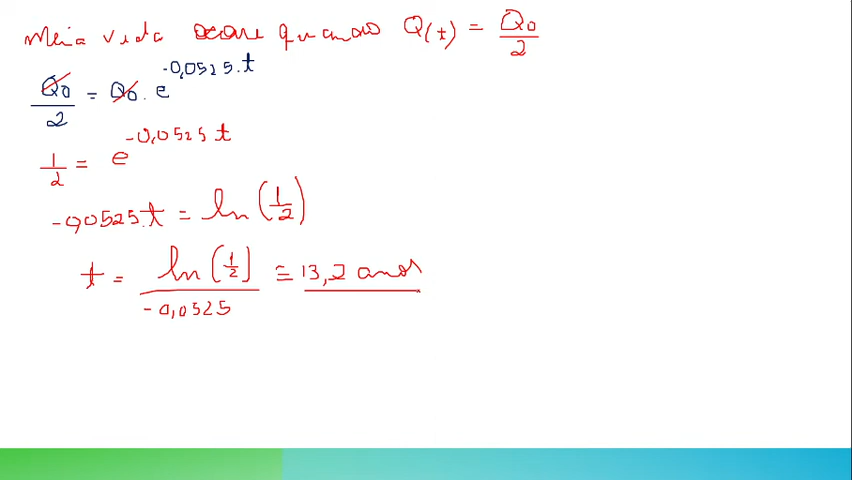 Meia vida ocorre quando Q(t) = Q0/2
Q0/2 = Q0 . e^-0,0525.t
1/2 = e^-0,0525t
-0,0525.t = ln(1/2)
t = ln(1/2)/-0,0525 = 13,2 anos